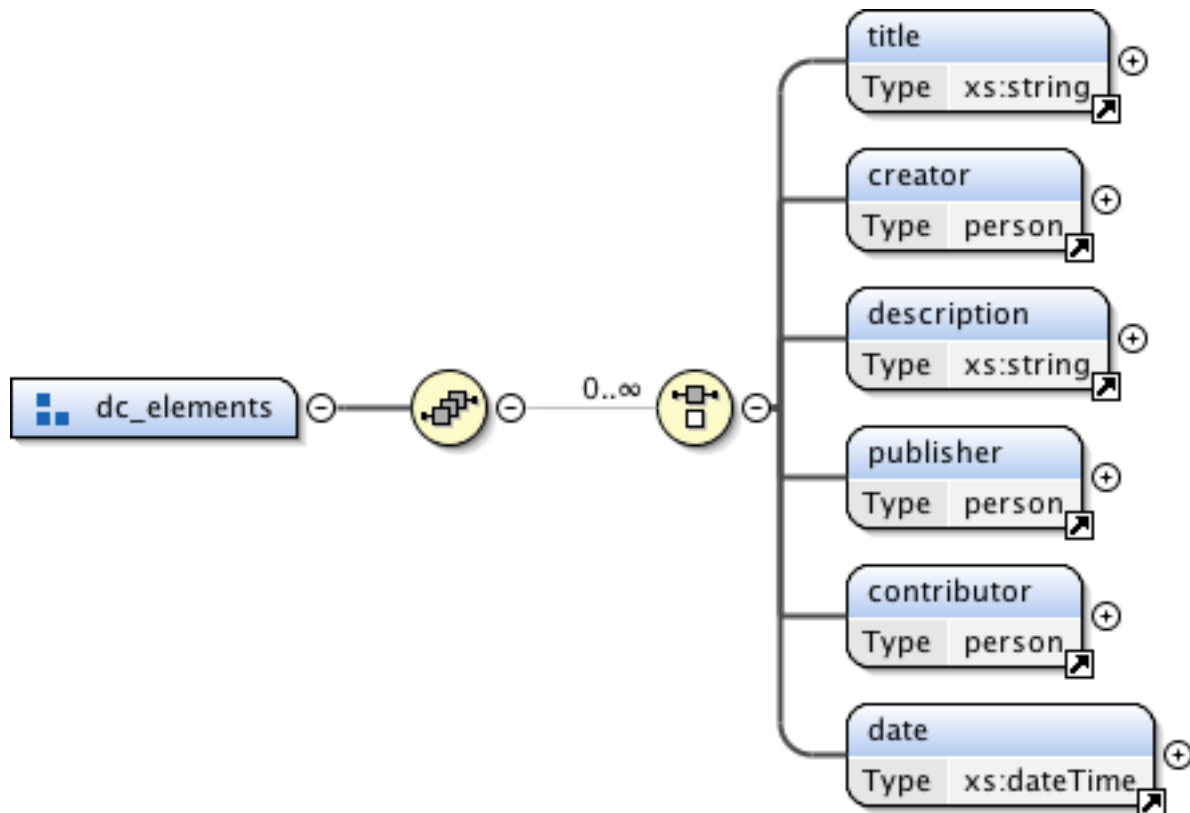 title
Type xs:string
creator
Type person
description
Type xs:string
dc_elements
0..∞
publisher
Type person
contributor
Type person
date
Type xs:dateTime